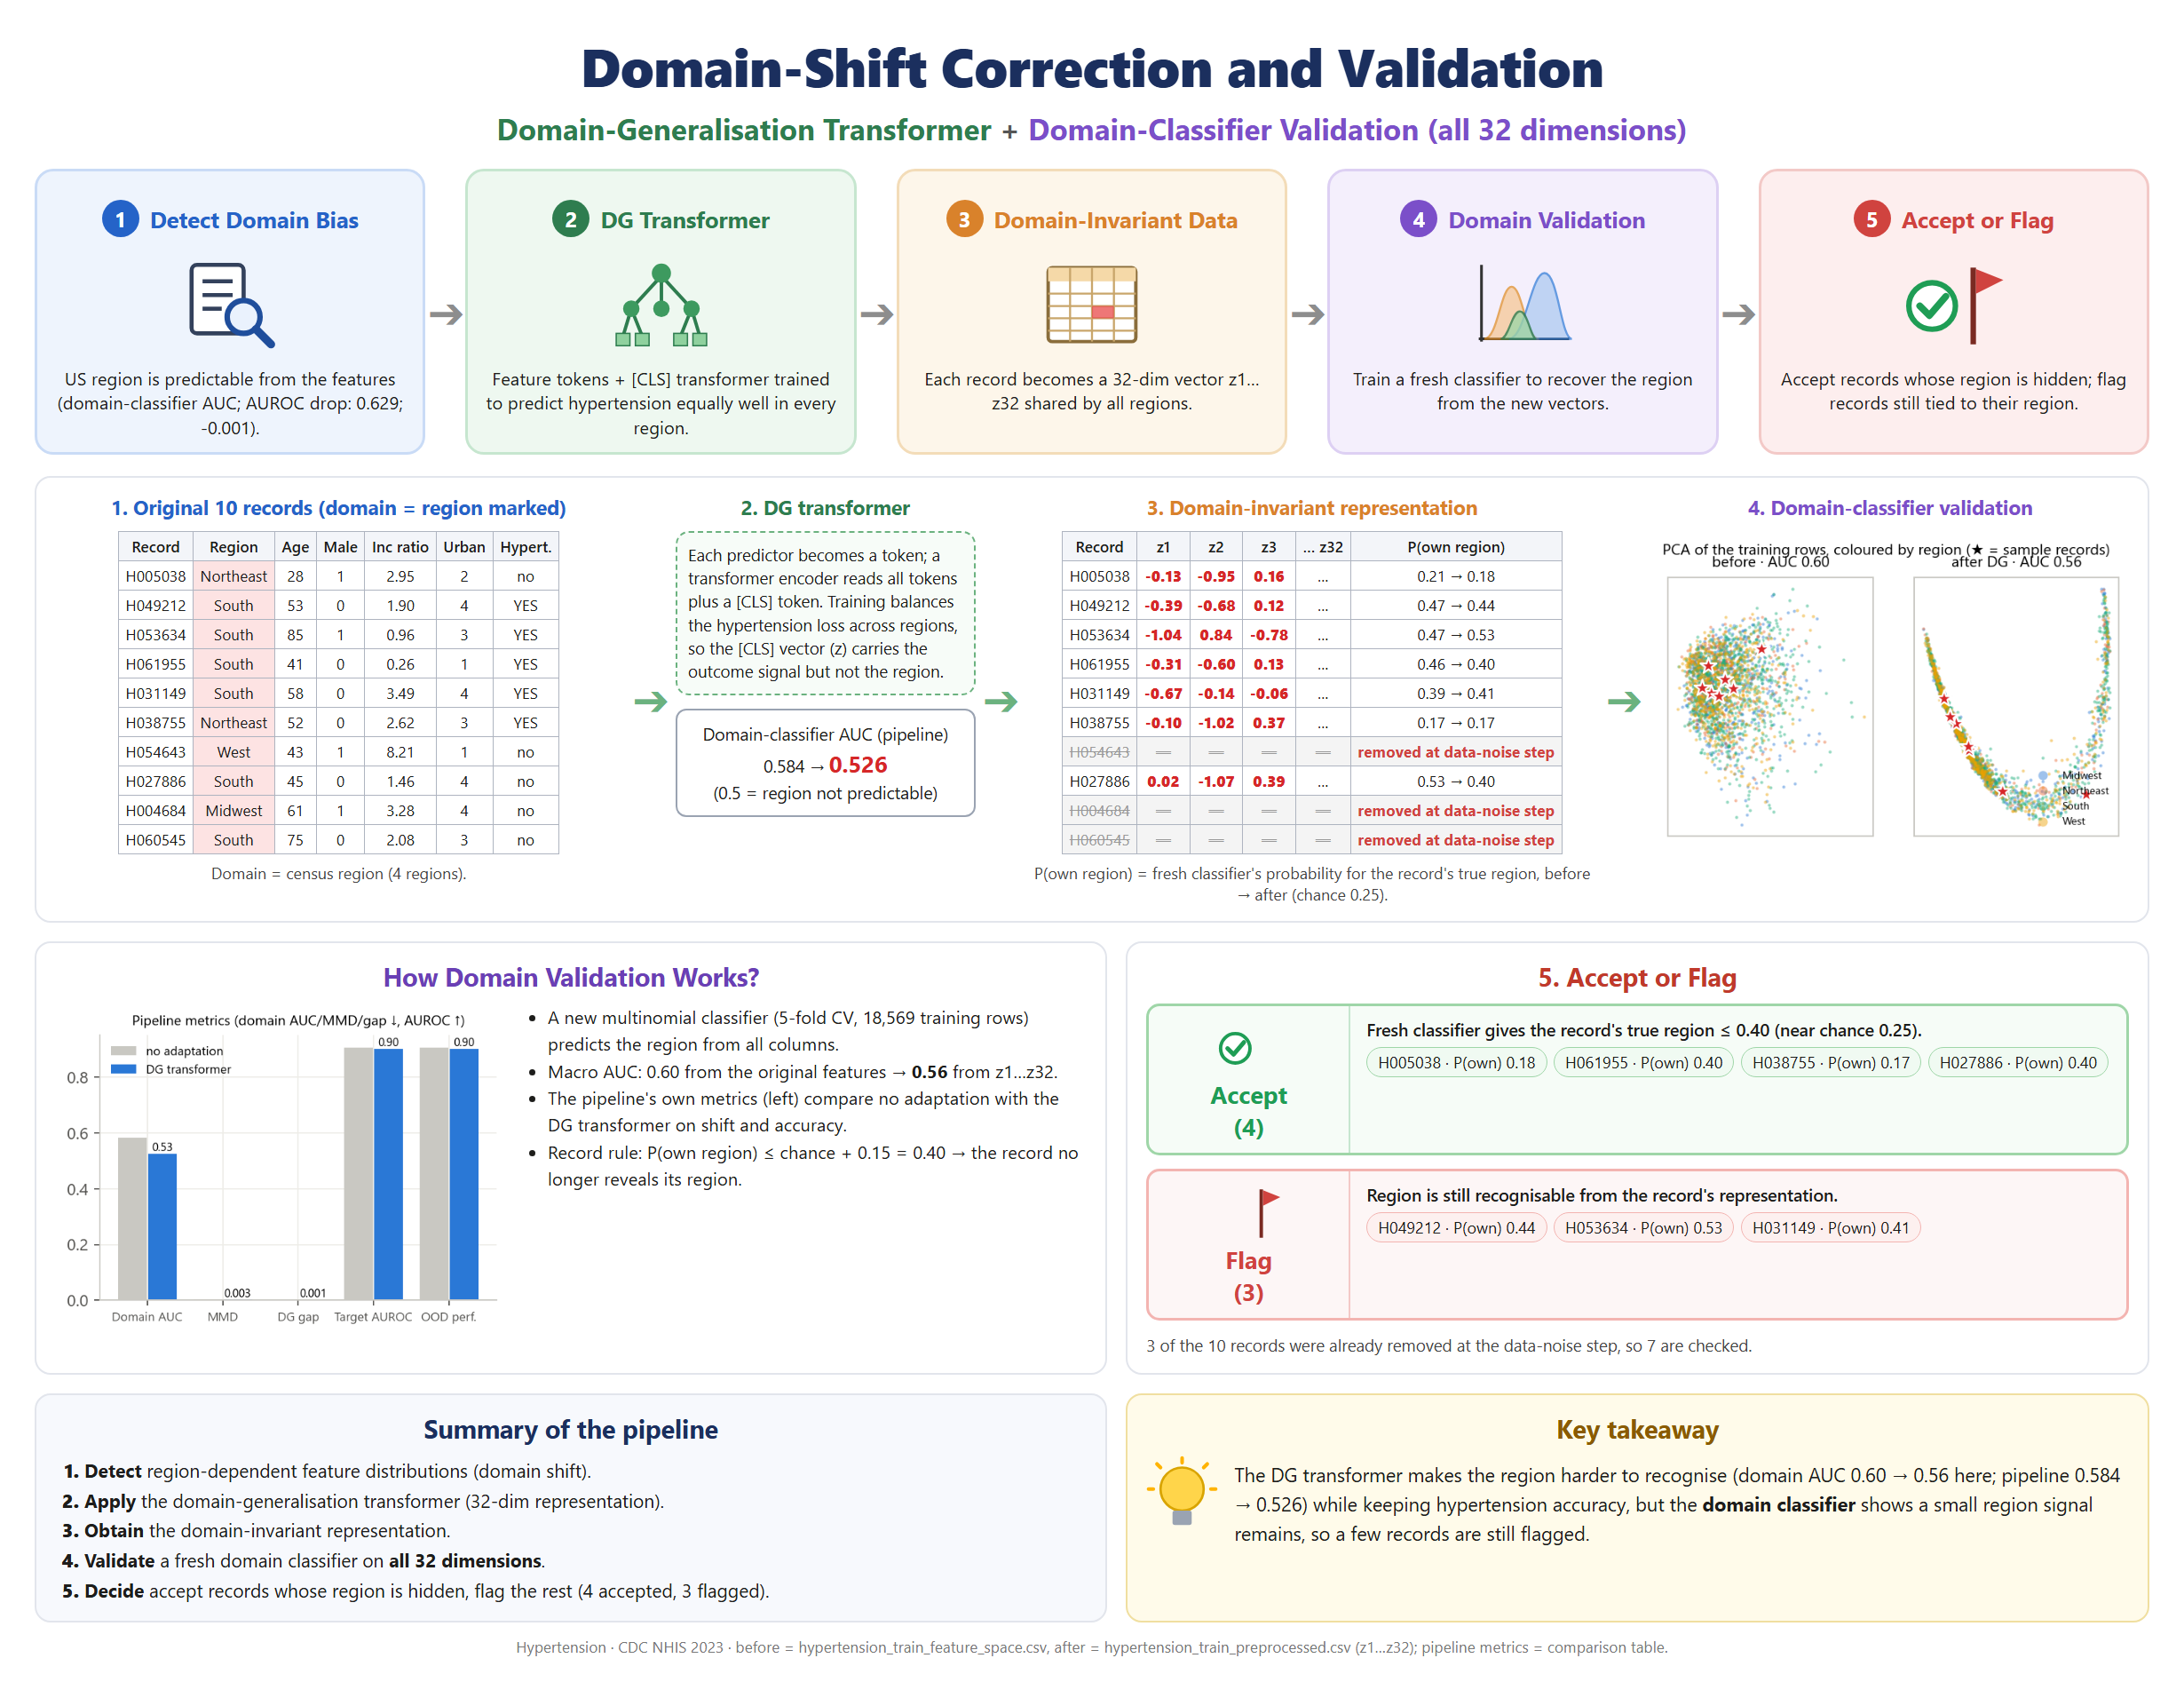 Domain-Shift Correction and Validation
Domain-Generalisation Transformer + Domain-Classifier Validation (all 32 dimensions)
1 Detect Domain Bias
US region is predictable from the features
(domain-classifier AUC; AUROC drop: 0.629;
-0.001).
2 DG Transformer
Feature tokens + [CLS] transformer trained
to predict hypertension equally well in every
region.
3 Domain-Invariant Data
Each record becomes a 32-dim vector z1...
z32 shared by all regions.
4 Domain Validation
Train a fresh classifier to recover the region
from the new vectors.
5 Accept or Flag
Accept records whose region is hidden; flag
records still tied to their region.
1. Original 10 records (domain = region marked)
Record Region Age Male Inc ratio Urban Hypert.
H005038 Northeast 28 1 2.95 2 no
H049212 South 53 0 1.90 4 YES
H053634 South 85 1 0.96 3 YES
H061955 South 41 0 0.26 1 YES
H031149 South 58 0 3.49 4 YES
H038755 Northeast 52 0 2.62 3 YES
H054643 West 43 1 8.21 1 no
H027886 South 45 0 1.46 4 no
H004684 Midwest 61 1 3.28 4 no
H060545 South 75 0 2.08 3 no
Domain = census region (4 regions).
2. DG transformer
Each predictor becomes a token; a
transformer encoder reads all tokens
plus a [CLS] token. Training balances
the hypertension loss across regions,
so the [CLS] vector (z) carries the
outcome signal but not the region.
Domain-classifier AUC (pipeline)
0.584 → 0.526
(0.5 = region not predictable)
3. Domain-invariant representation
Record z1 z2 z3 ... z32 P(own region)
H005038 -0.13 -0.95 0.16 ... 0.21 → 0.18
H049212 -0.39 -0.68 0.12 ... 0.47 → 0.44
H053634 -1.04 0.84 -0.78 ... 0.47 → 0.53
H061955 -0.31 -0.60 0.13 ... 0.46 → 0.40
H031149 -0.67 -0.14 -0.06 ... 0.39 → 0.41
H038755 -0.10 -1.02 0.37 ... 0.17 → 0.17
H054643 — — — — removed at data-noise step
H027886 0.02 -1.07 0.39 ... 0.53 → 0.40
H004684 — — — — removed at data-noise step
H060545 — — — — removed at data-noise step
P(own region) = fresh classifier's probability for the record's true region, before
→ after (chance 0.25).
4. Domain-classifier validation
PCA of the training rows, coloured by region (★ = sample records)
before · AUC 0.60
after DG · AUC 0.56
Midwest
Northeast
South
West
How Domain Validation Works?
Pipeline metrics (domain AUC/MMD/gap ↓, AUROC ↑)
no adaptation
DG transformer
0.8
0.6
0.4
0.2
0.0
0.53
0.003
0.001
0.90
0.90
Domain AUC MMD DG gap Target AUROC OOD perf.
• A new multinomial classifier (5-fold CV, 18,569 training rows)
predicts the region from all columns.
• Macro AUC: 0.60 from the original features → 0.56 from z1...z32.
• The pipeline's own metrics (left) compare no adaptation with the
DG transformer on shift and accuracy.
• Record rule: P(own region) ≤ chance + 0.15 = 0.40 → the record no
longer reveals its region.
5. Accept or Flag
Accept
(4)
Fresh classifier gives the record's true region ≤ 0.40 (near chance 0.25).
H005038 · P(own) 0.18 H061955 · P(own) 0.40 H038755 · P(own) 0.17 H027886 · P(own) 0.40
Flag
(3)
Region is still recognisable from the record's representation.
H049212 · P(own) 0.44 H053634 · P(own) 0.53 H031149 · P(own) 0.41
3 of the 10 records were already removed at the data-noise step, so 7 are checked.
Summary of the pipeline
1. Detect region-dependent feature distributions (domain shift).
2. Apply the domain-generalisation transformer (32-dim representation).
3. Obtain the domain-invariant representation.
4. Validate a fresh domain classifier on all 32 dimensions.
5. Decide accept records whose region is hidden, flag the rest (4 accepted, 3 flagged).
Key takeaway
The DG transformer makes the region harder to recognise (domain AUC 0.60 → 0.56 here; pipeline 0.584
→ 0.526) while keeping hypertension accuracy, but the domain classifier shows a small region signal
remains, so a few records are still flagged.
Hypertension · CDC NHIS 2023 · before = hypertension_train_feature_space.csv, after = hypertension_train_preprocessed.csv (z1...z32); pipeline metrics = comparison table.